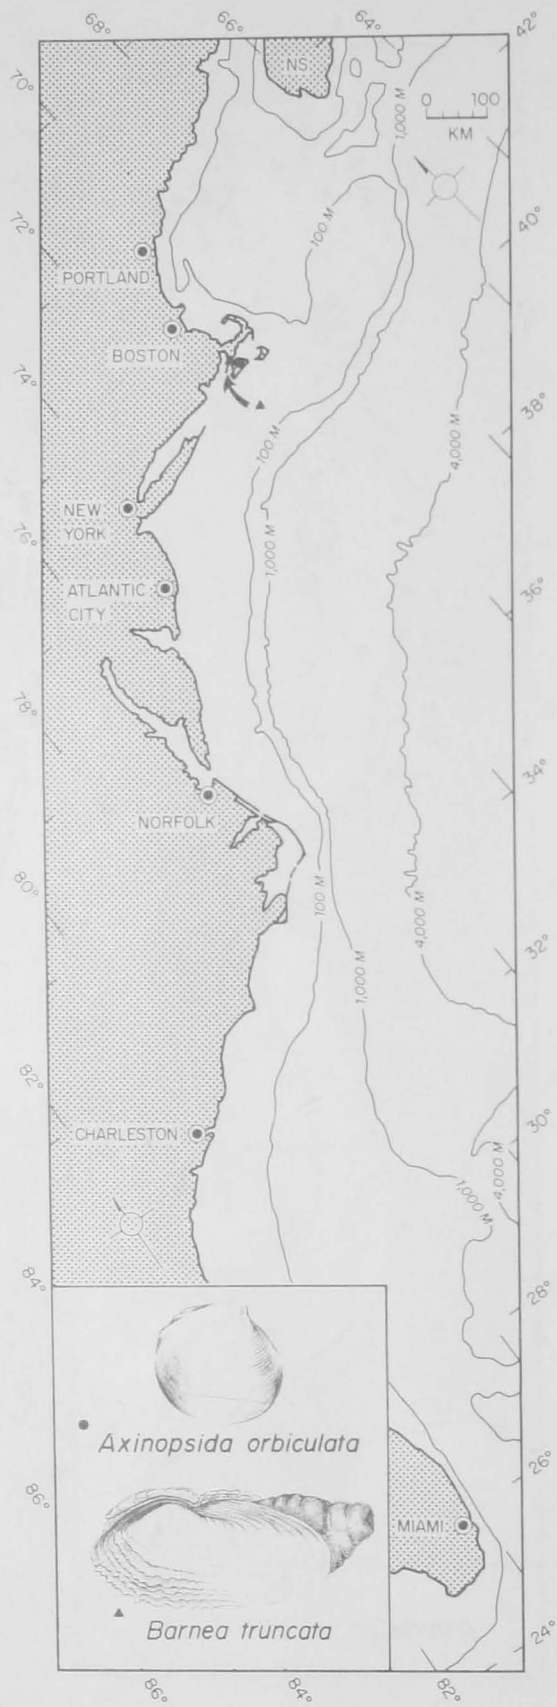 68°
66°
64°
42°
70°
NS
0 100
KM
1,000 M
40°
72°
100 M
PORTLAND
BOSTON
74°
38°
100 M
4,000 M
NEW
YORK
76°
1,000 M
36°
ATLANTIC
CITY
78°
34°
NORFOLK
80°
100 M
4,000 M
32°
1,000 M
82°
30°
CHARLESTON
4,000 M
1,000 M
84°
28°
Axinopsida orbiculata
26°
86°
MIAMI
Barnea truncata
24°
86°
84°
82°